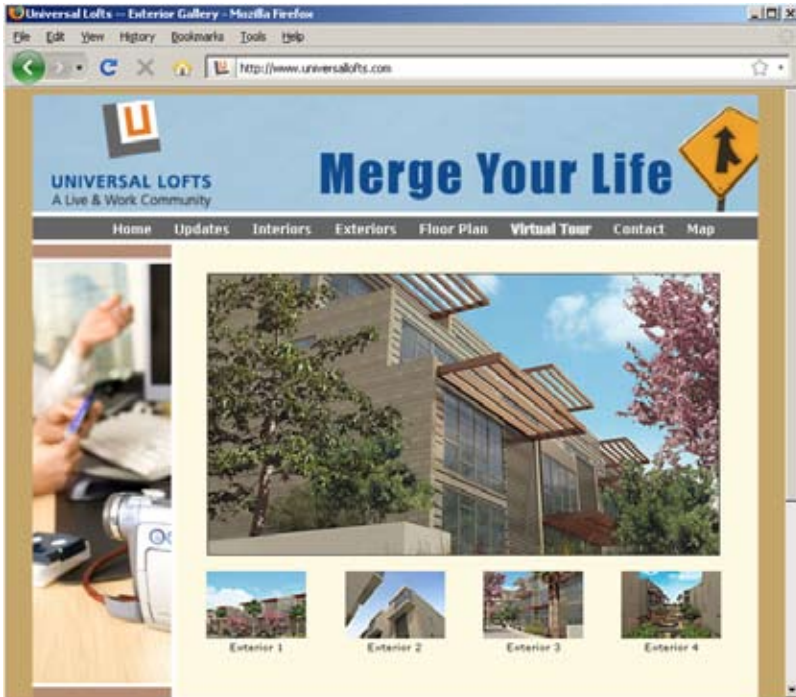 Universal Lofts -- Exterior Gallery - Mozilla Firefox
File Edit View History Bookmarks Tools Help
http://www.universallofts.com
U
UNIVERSAL LOFTS
A Live & Work Community
Merge Your Life
Home Updates Interiors Exteriors Floor Plan Virtual Tour Contact Map
Exterior 1 Exterior 2 Exterior 3 Exterior 4